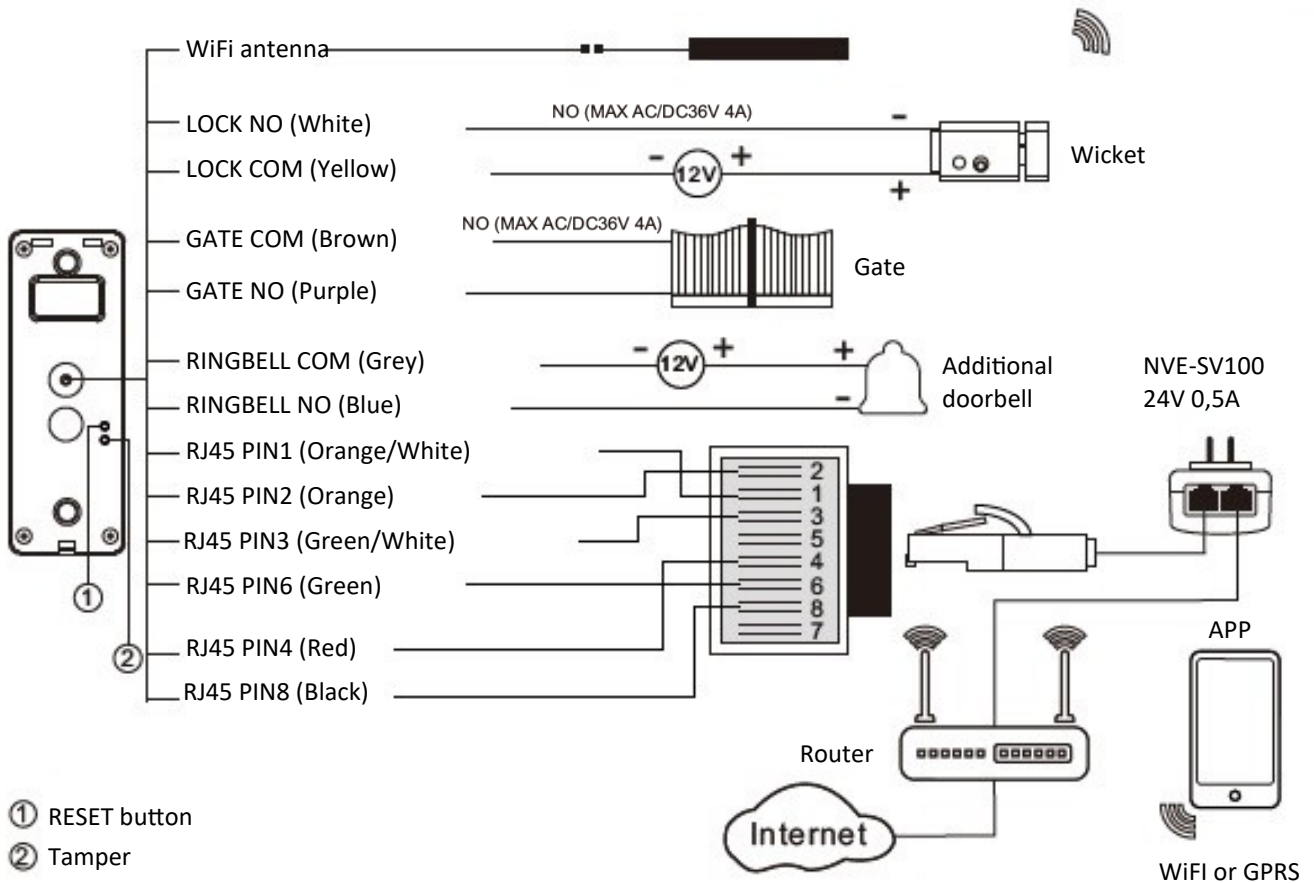 WiFi antenna
LOCK NO (White)
NO (MAX AC/DC36V 4A)
-
LOCK COM (Yellow)
- 12V +
+
Wicket
GATE COM (Brown)
NO (MAX AC/DC36V 4A)
GATE NO (Purple)
Gate
RINGBELL COM (Grey)
- 12V +
+
RINGBELL NO (Blue)
-
Additional
doorbell
NVE-SV100
24V 0,5A
RJ45 PIN1 (Orange/White)
RJ45 PIN2 (Orange)
RJ45 PIN3 (Green/White)
RJ45 PIN6 (Green)
RJ45 PIN4 (Red)
RJ45 PIN8 (Black)
2
1
3
5
4
6
8
7
1
2
APP
Router
Internet
WiFI or GPRS
1 RESET button
2 Tamper